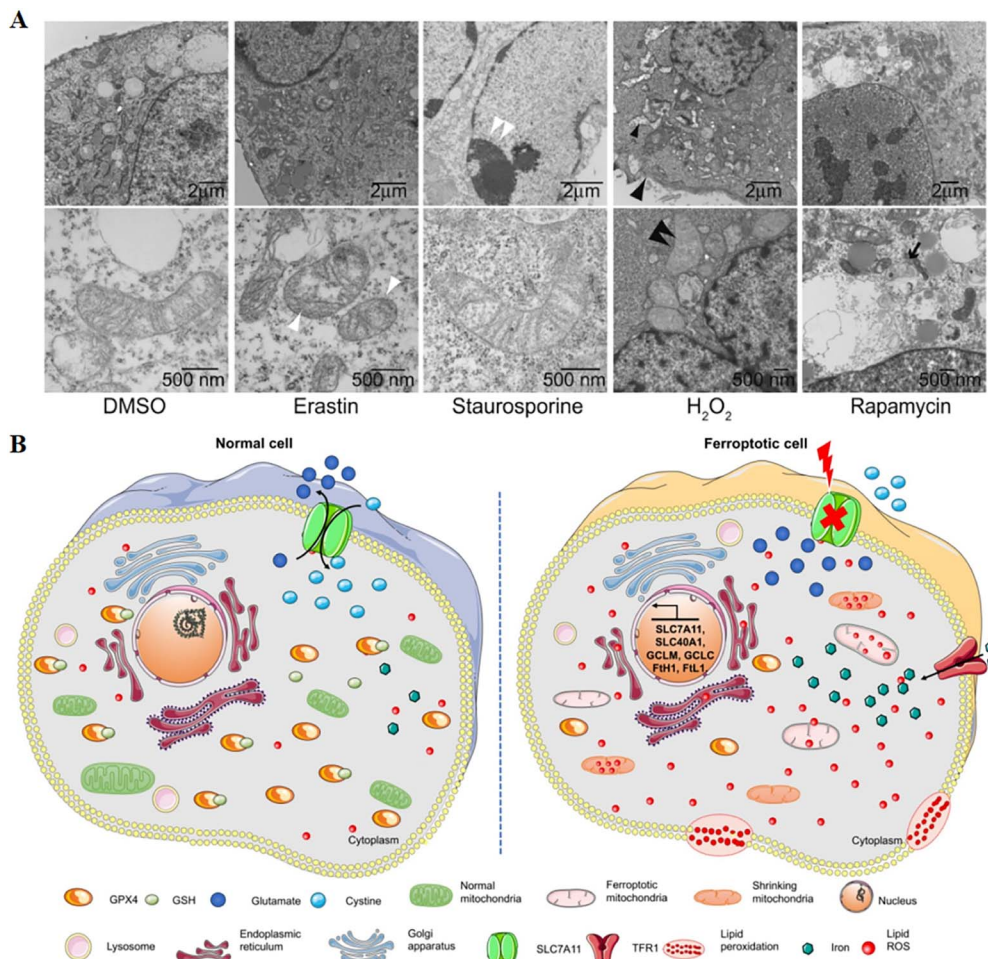 A
2μm 2μm 2μm 2μm 2μm
500 nm 500 nm 500 nm 500 nm 500 nm
DMSO Erastin Staurosporine H₂O₂ Rapamycin
B
Normal cell Ferroptotic cell
SLC7A11,
SLC40A1,
GCLM, GCLC
FtH1, FtL1
Cytoplasm Cytoplasm
GPX4 GSH Glutamate Cystine Normal mitochondria Ferroptotic mitochondria Shrinking mitochondria Nucleus
Lysosome Endoplasmic reticulum Golgi apparatus SLC7A11 TFR1 Lipid peroxidation Iron Lipid ROS